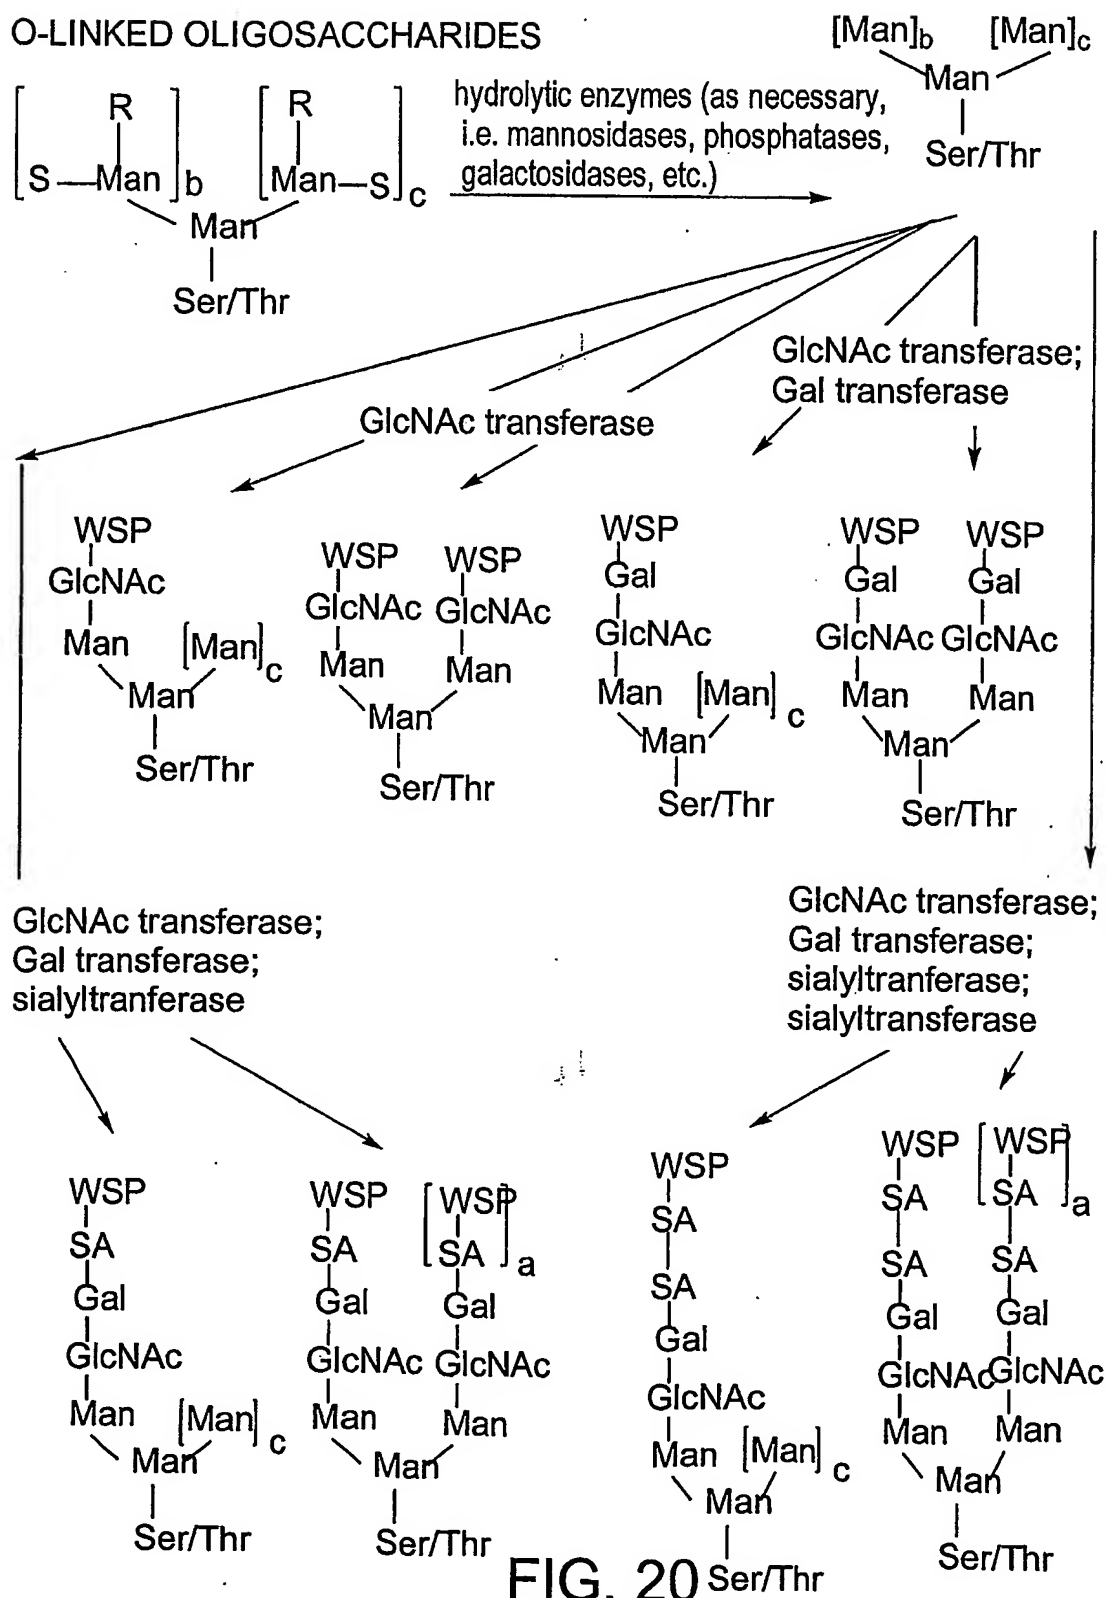 O-LINKED OLIGOSACCHARIDES
[Man]b [Man]c
Man
Ser/Thr
R R
[S—Man]b [Man—S]c
Man
Ser/Thr
hydrolytic enzymes (as necessary,
i.e. mannosidases, phosphatases,
galactosidases, etc.)
GlcNAc transferase;
Gal transferase
GlcNAc transferase
WSP
GlcNAc
Man [Man]c
Man
Ser/Thr
WSP WSP
GlcNAc GlcNAc
Man Man
Man
Ser/Thr
WSP
Gal
GlcNAc
Man [Man]c
Man
Ser/Thr
WSP WSP
Gal Gal
GlcNAc GlcNAc
Man Man
Man
Ser/Thr
GlcNAc transferase;
Gal transferase;
sialyltranferase
GlcNAc transferase;
Gal transferase;
sialyltranferase;
sialyltransferase
WSP
SA
Gal
GlcNAc
Man [Man]c
Man
Ser/Thr
WSP [WSP
SA SA]a
Gal Gal
GlcNAc GlcNAc
Man Man
Man
Ser/Thr
WSP
SA
SA
Gal
GlcNAc
Man [Man]c
Man
Ser/Thr
WSP [WSP
SA SA]a
SA SA
Gal Gal
GlcNAc GlcNAc
Man Man
Man
Ser/Thr
FIG. 20